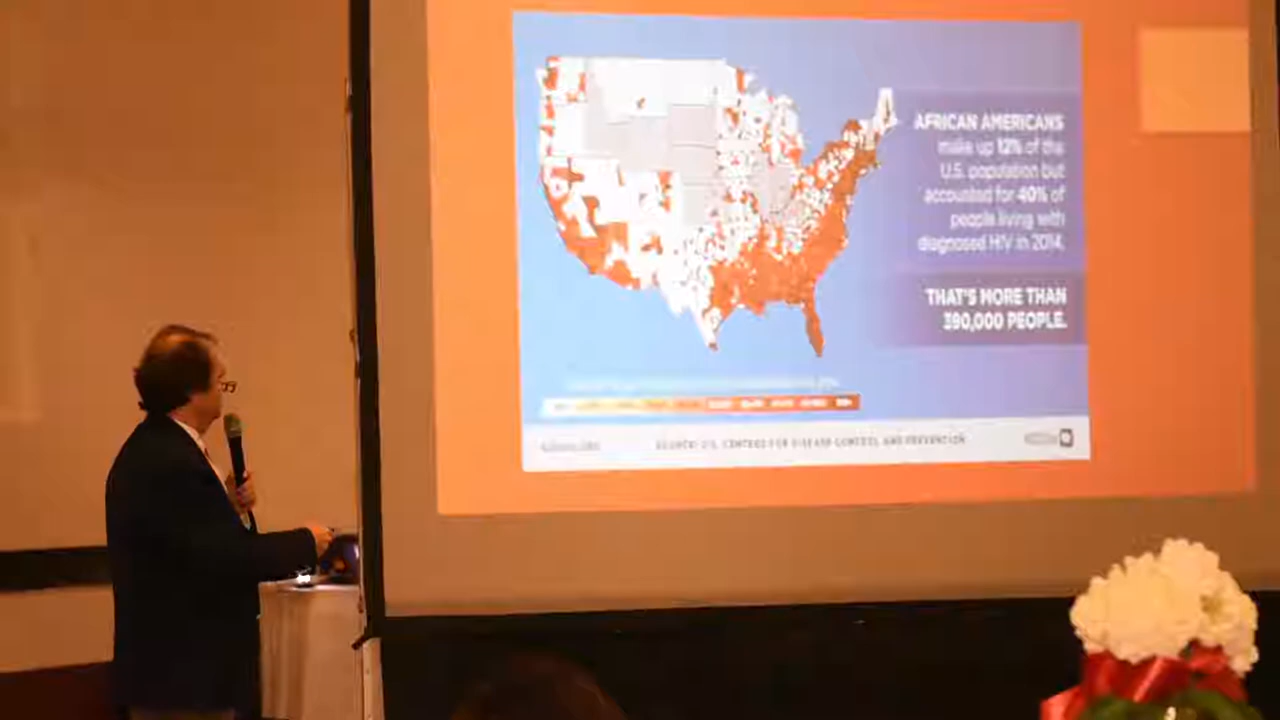 AFRICAN AMERICANS
make up 12% of the
U.S. population but
accounted for 40% of
people living with
diagnosed HIV in 2014.
THAT'S MORE THAN
390,000 PEOPLE.
SOURCE: U.S. CENTERS FOR DISEASE CONTROL AND PREVENTION